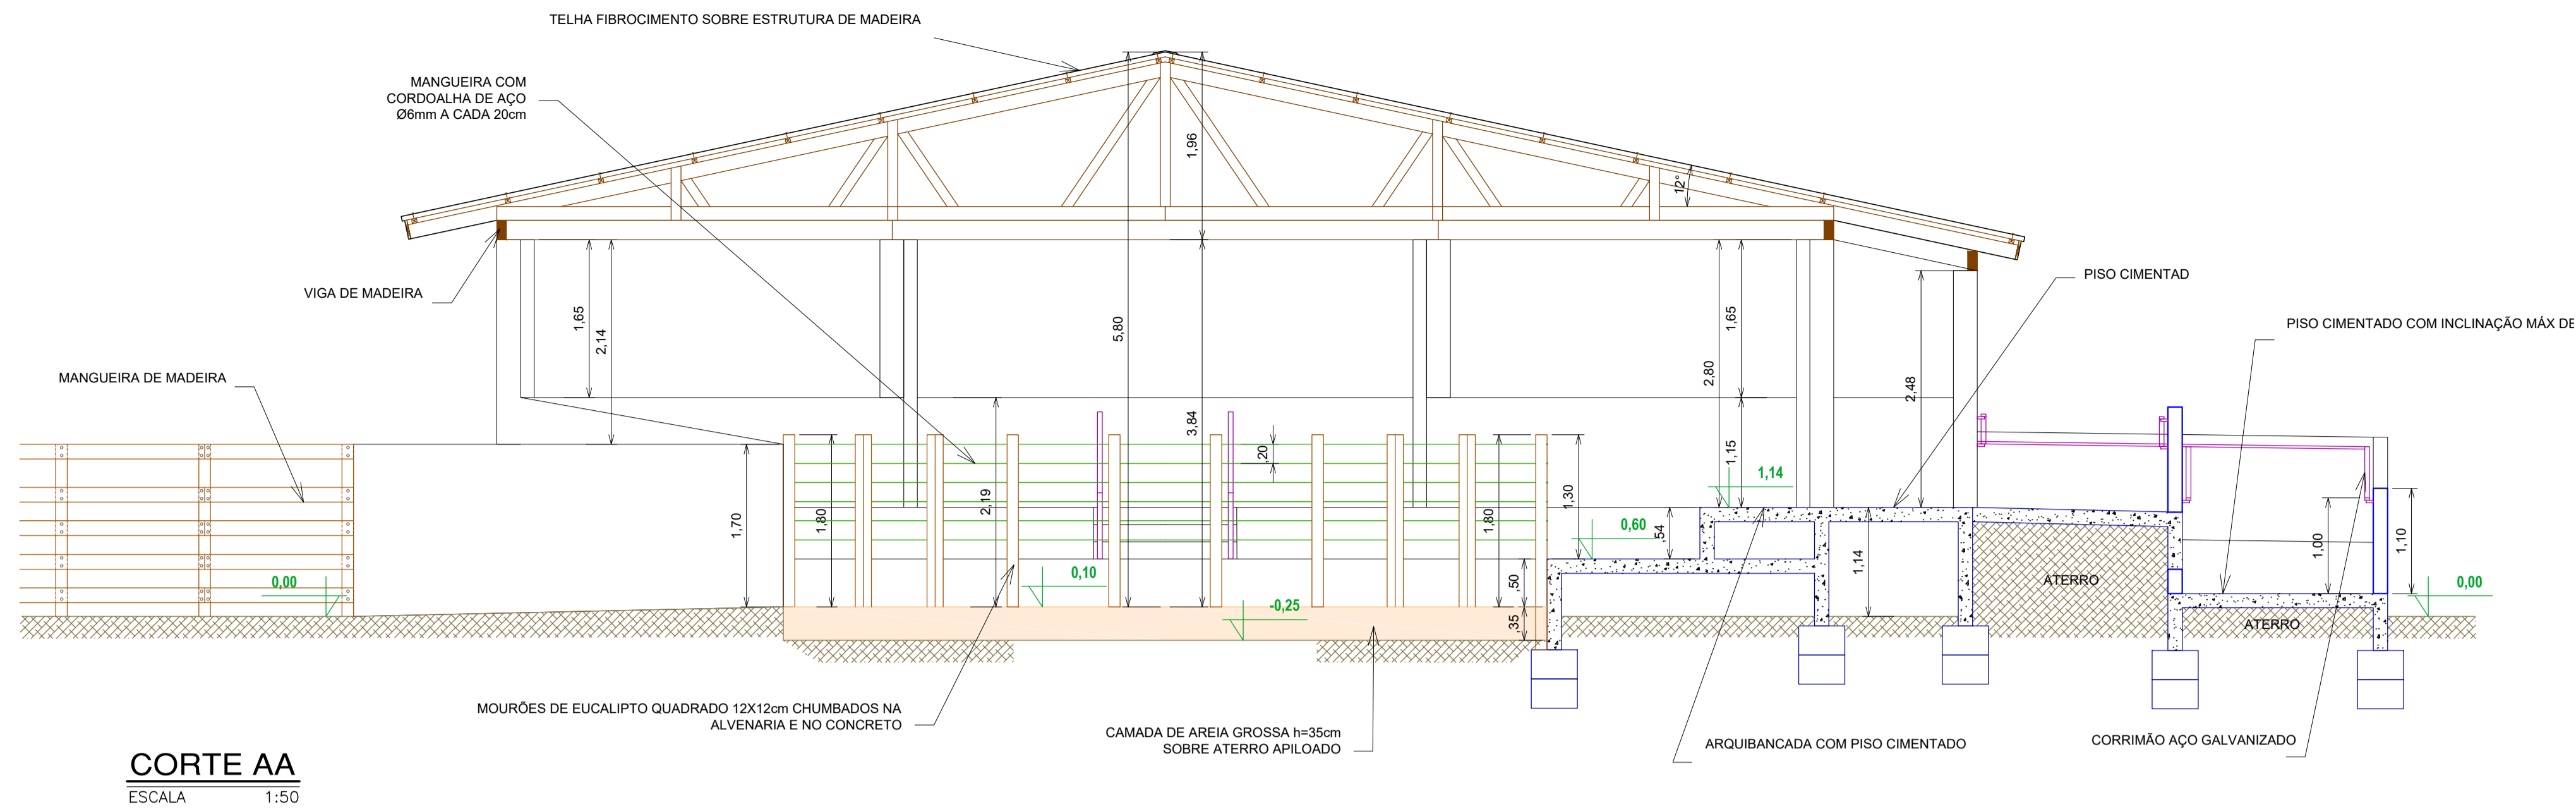 TELHA FIBROCIMENTO SOBRE ESTRUTURA DE MADEIRA
MANGUEIRA COM
CORDOALHA DE AÇO
Ø6mm A CADA 20cm
1,96
12°
VIGA DE MADEIRA
PISO CIMENTAD
PISO CIMENTADO COM INCLINAÇÃO MÁX DE
1,65
2,14
5,80
1,65
2,80
2,48
MANGUEIRA DE MADEIRA
3,84
,20
1,15
1,14
1,70
1,80
2,19
1,80
1,30
0,60
,54
1,14
1,00
1,10
0,00
0,10
-0,25
,50
,35
ATERRO
0,00
ATERRO
MOURÕES DE EUCALIPTO QUADRADO 12X12cm CHUMBADOS NA
ALVENARIA E NO CONCRETO
CAMADA DE AREIA GROSSA h=35cm
SOBRE ATERRO APILOADO
ARQUIBANCADA COM PISO CIMENTADO
CORRIMÃO AÇO GALVANIZADO
CORTE AA
ESCALA 1:50